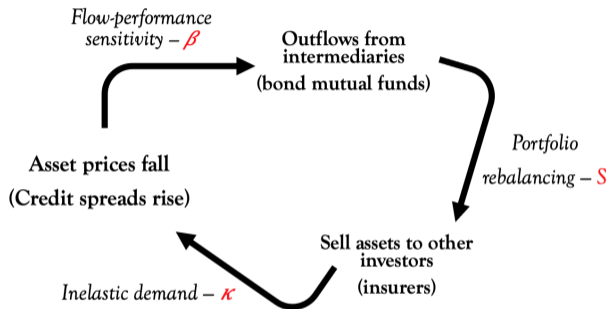 Flow-performance
sensitivity – β
Outflows from
intermediaries
(bond mutual funds)
Portfolio
rebalancing – S
Asset prices fall
(Credit spreads rise)
Sell assets to other
investors
(insurers)
Inelastic demand – κ